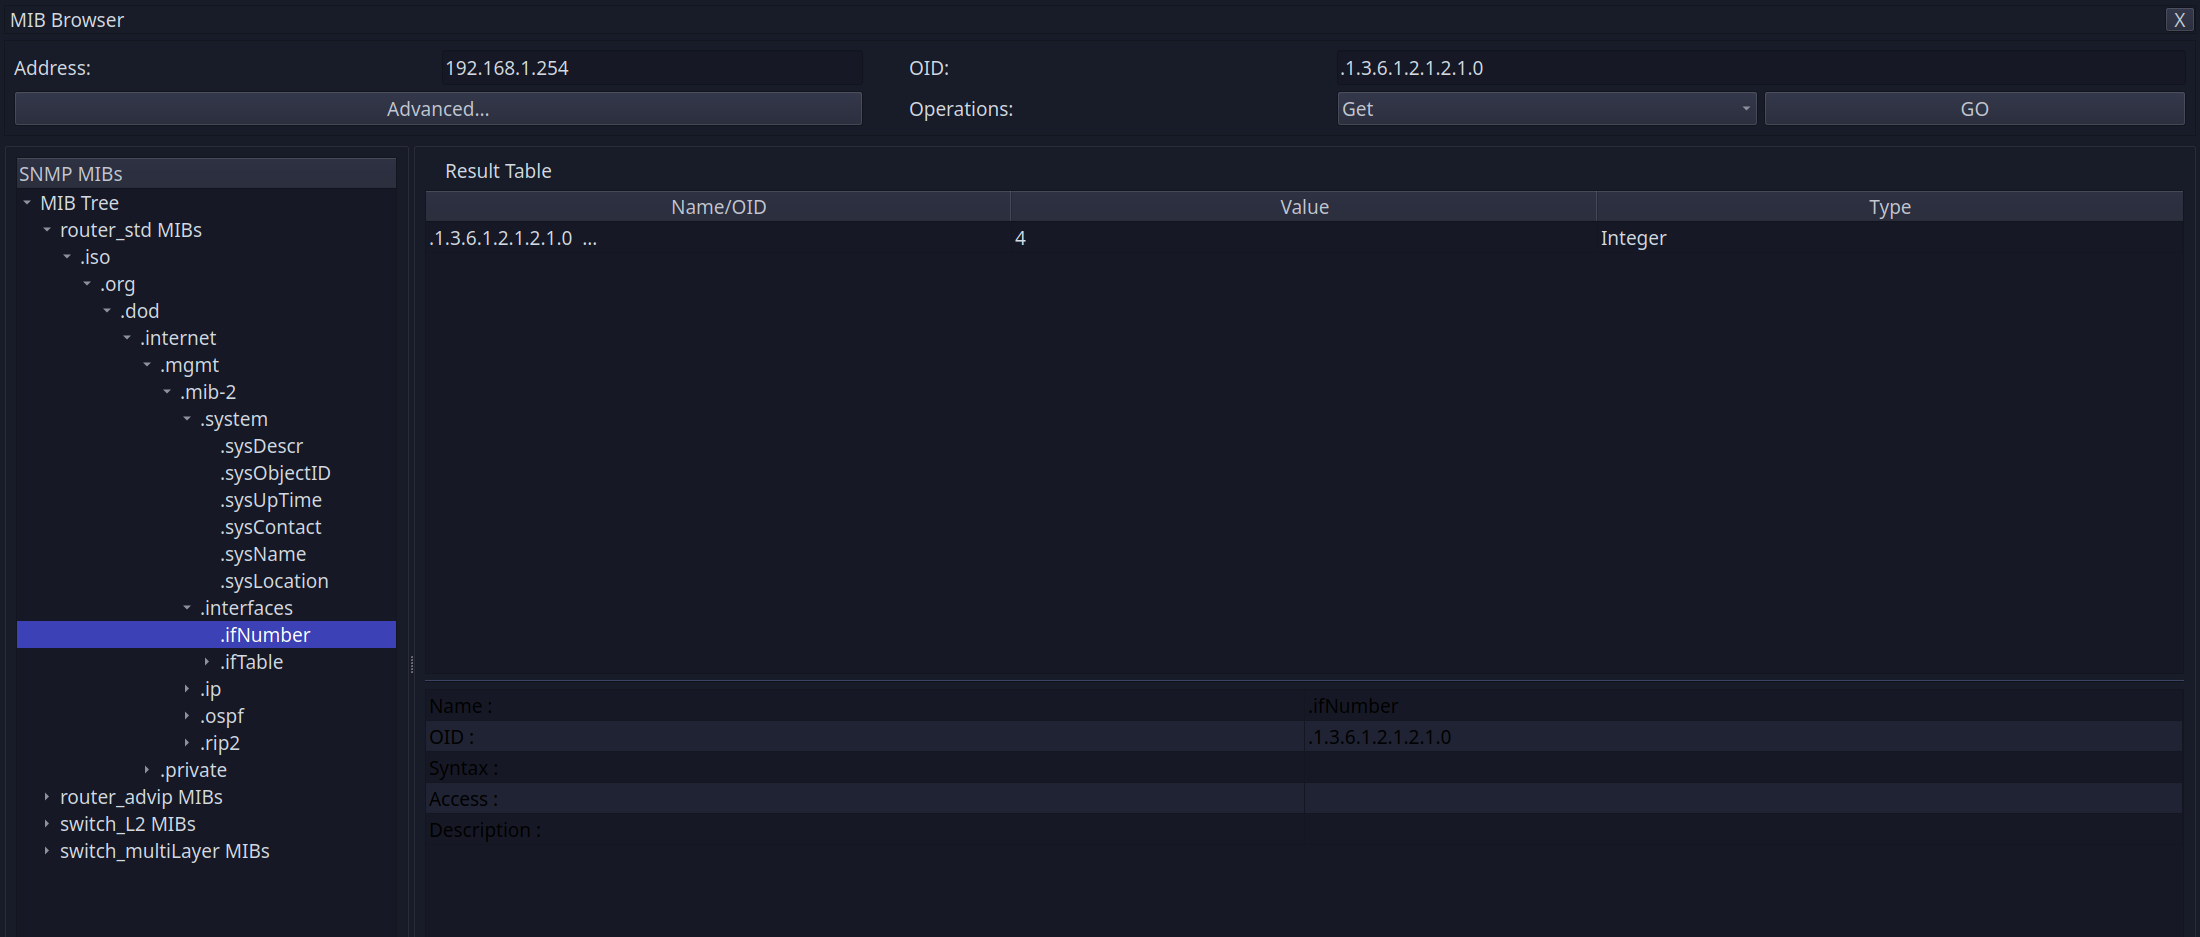 MIB Browser X
Address: 192.168.1.254 OID: .1.3.6.1.2.1.2.1.0
Advanced... Operations: Get GO
SNMP MIBs
MIB Tree
router_std MIBs
.iso
.org
.dod
.internet
.mgmt
.mib-2
.system
.sysDescr
.sysObjectID
.sysUpTime
.sysContact
.sysName
.sysLocation
.interfaces
.ifNumber
.ifTable
.ip
.ospf
.rip2
.private
router_advip MIBs
switch_L2 MIBs
switch_multiLayer MIBs
Result Table
Name/OID Value Type
.1.3.6.1.2.1.2.1.0 ... 4 Integer
Name : .ifNumber
OID : .1.3.6.1.2.1.2.1.0
Syntax :
Access :
Description :